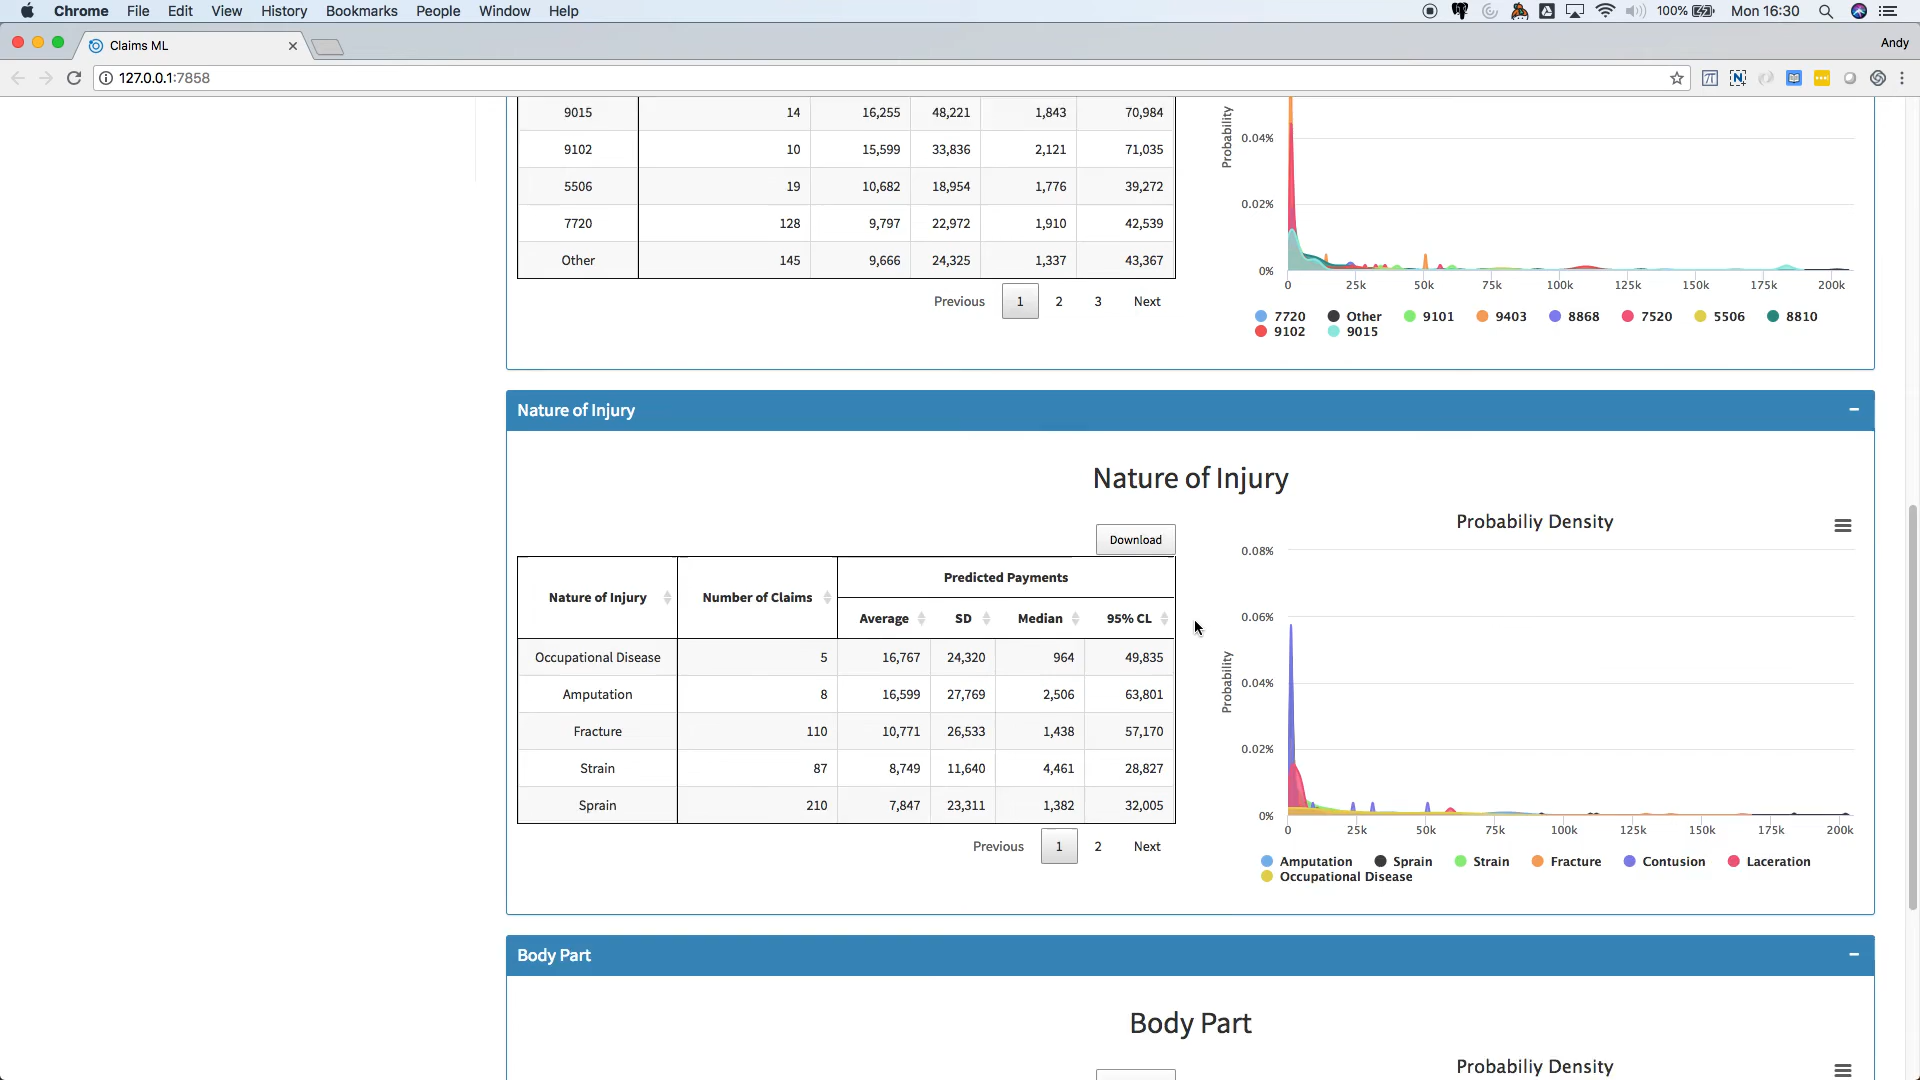 Chrome File Edit View History Bookmarks People Window Help 100% Mon 16:30
Claims ML Andy
127.0.0.1:7858
9015 14 16,255 48,221 1,843 70,984
9102 10 15,599 33,836 2,121 71,035
5506 19 10,682 18,954 1,776 39,272
7720 128 9,797 22,972 1,910 42,539
Other 145 9,666 24,325 1,337 43,367
Previous 1 2 3 Next
Probability
0.04%
0.02%
0%
0 25k 50k 75k 100k 125k 150k 175k 200k
7720 Other 9101 9403 8868 7520 5506 8810
9102 9015
Nature of Injury
Nature of Injury
Download
Nature of Injury Number of Claims Predicted Payments
Average SD Median 95% CL
Occupational Disease 5 16,767 24,320 964 49,835
Amputation 8 16,599 27,769 2,506 63,801
Fracture 110 10,771 26,533 1,438 57,170
Strain 87 8,749 11,640 4,461 28,827
Sprain 210 7,847 23,311 1,382 32,005
Previous 1 2 Next
Probabiliy Density
Probability
0.08%
0.06%
0.04%
0.02%
0%
0 25k 50k 75k 100k 125k 150k 175k 200k
Amputation Sprain Strain Fracture Contusion Laceration
Occupational Disease
Body Part
Body Part
Probabiliy Density